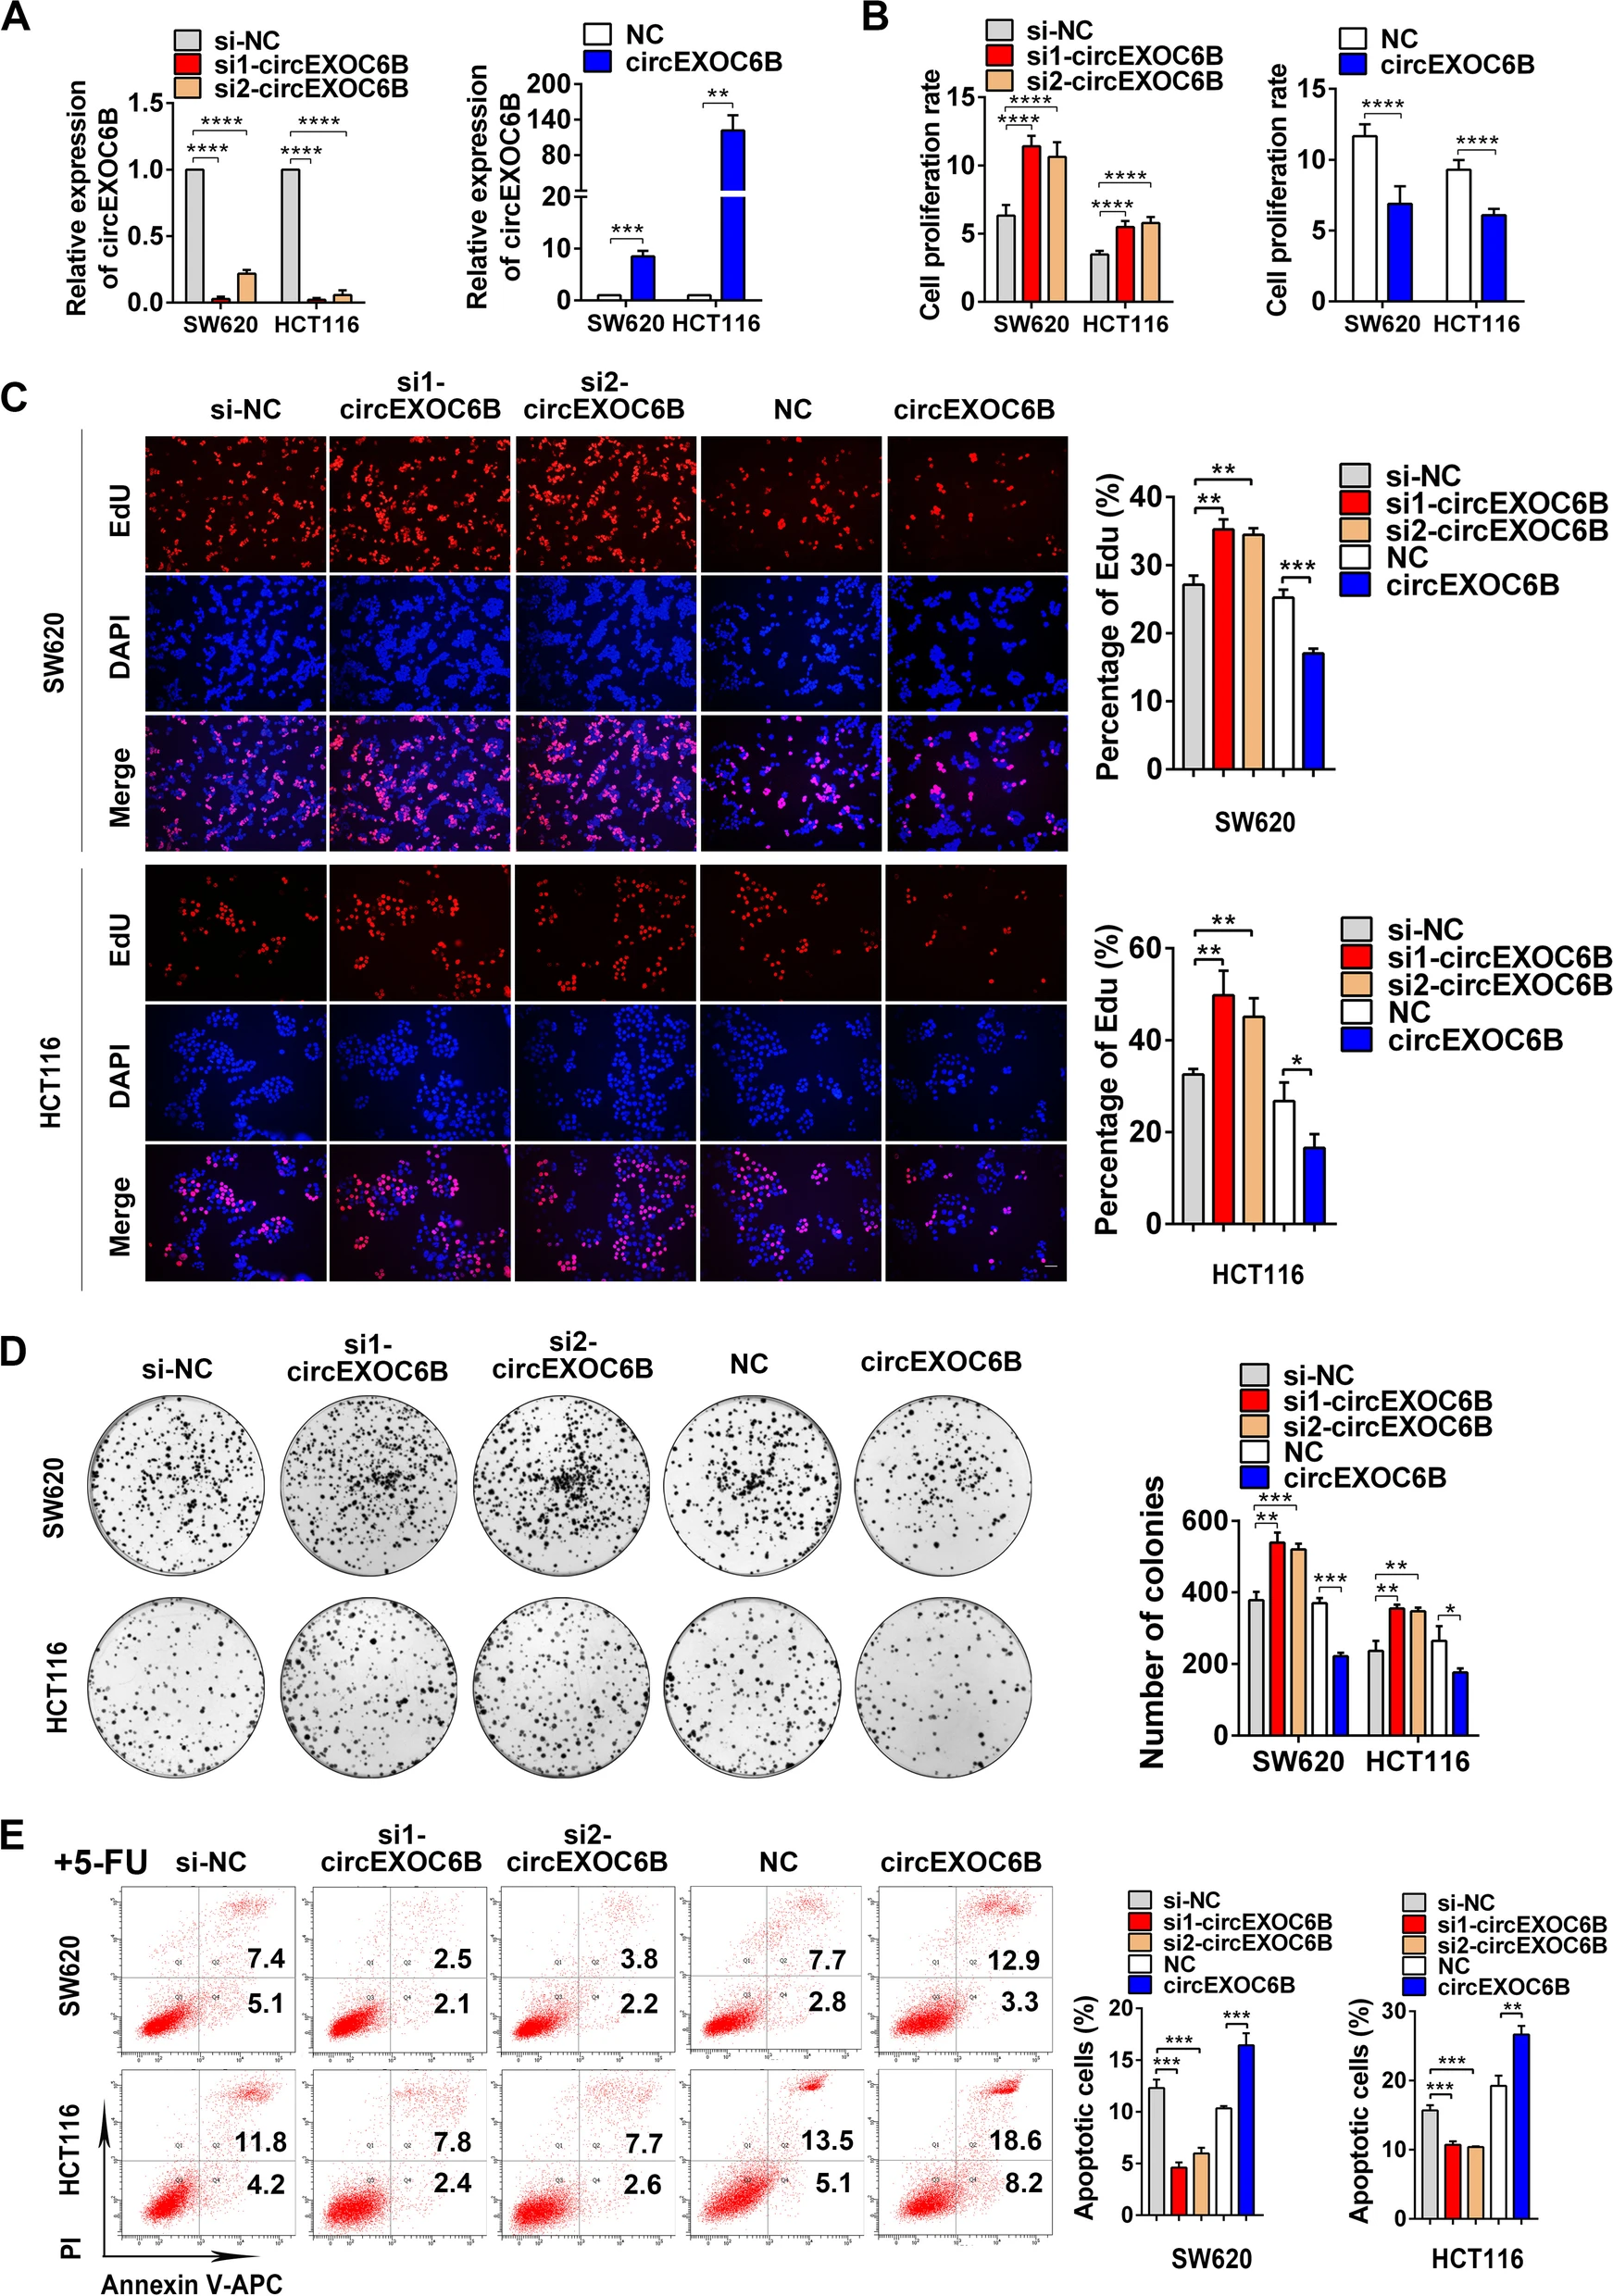 A
si-NC
si1-circEXOC6B
si2-circEXOC6B
Relative expression
of circEXOC6B
1.5
1.0
0.5
0.0
****
****
****
****
SW620 HCT116
NC
circEXOC6B
Relative expression
of circEXOC6B
200
140
80
20
20
10
0
***
**
SW620 HCT116
B
si-NC
si1-circEXOC6B
si2-circEXOC6B
Cell proliferation rate
15
10
5
0
****
****
****
****
SW620 HCT116
NC
circEXOC6B
Cell proliferation rate
15
10
5
0
****
****
SW620 HCT116
C
si-NC
si1-
circEXOC6B
si2-
circEXOC6B
NC
circEXOC6B
SW620
EdU
DAPI
Merge
HCT116
EdU
DAPI
Merge
Percentage of Edu (%)
40
30
20
10
0
**
**
***
SW620
si-NC
si1-circEXOC6B
si2-circEXOC6B
NC
circEXOC6B
Percentage of Edu (%)
60
40
20
0
**
**
*
HCT116
si-NC
si1-circEXOC6B
si2-circEXOC6B
NC
circEXOC6B
D
si-NC
si1-
circEXOC6B
si2-
circEXOC6B
NC
circEXOC6B
SW620
HCT116
si-NC
si1-circEXOC6B
si2-circEXOC6B
NC
circEXOC6B
Number of colonies
600
400
200
0
***
**
***
**
**
*
SW620 HCT116
E
+5-FU
si-NC
si1-
circEXOC6B
si2-
circEXOC6B
NC
circEXOC6B
SW620
7.4
5.1
2.5
2.1
3.8
2.2
7.7
2.8
12.9
3.3
HCT116
11.8
4.2
7.8
2.4
7.7
2.6
13.5
5.1
18.6
8.2
PI
Annexin V-APC
si-NC
si1-circEXOC6B
si2-circEXOC6B
NC
circEXOC6B
Apoptotic cells (%)
20
15
10
5
0
***
***
***
SW620
si-NC
si1-circEXOC6B
si2-circEXOC6B
NC
circEXOC6B
Apoptotic cells (%)
30
20
10
0
***
***
**
HCT116